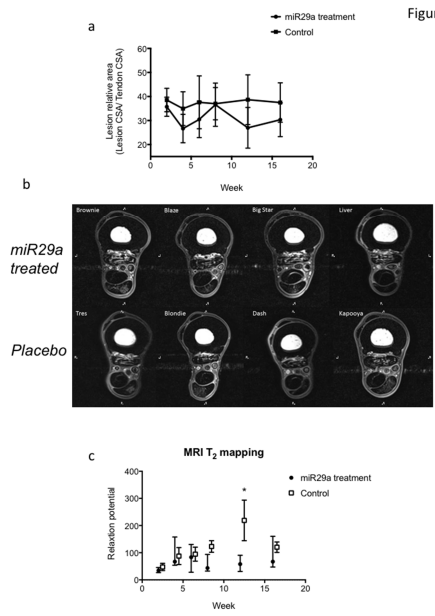 Figur
miR29a treatment
Control
a
60
50
40
30
20
Lesion relative area
(Lesion CSA/ Tendon CSA)
0 5 10 15 20
Week
b
Brownie Blaze Big Star Liver
miR29a
treated
Tres Blondie Dash Kapooya
Placebo
c
MRI T2 mapping
miR29a treatment
Control
400
300
200
100
0
Relaxtion potential
*
0 5 10 15 20
Week